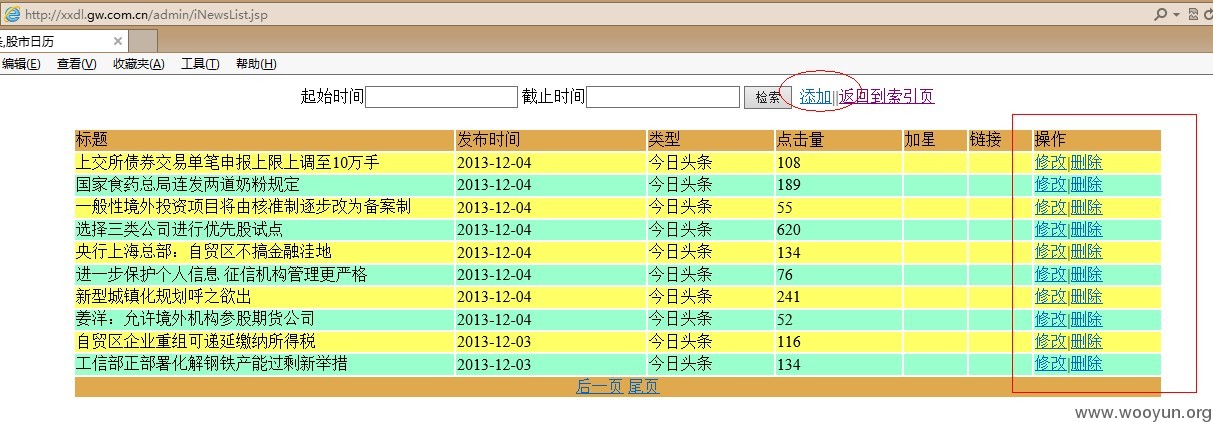 http://xxdl.gw.com.cn/admin/iNewsList.jsp
,股市日历
编辑(E) 查看(V) 收藏夹(A) 工具(T) 帮助(H)
起始时间 截止时间 检索 添加||返回到索引页
标题 发布时间 类型 点击量 加星 链接 操作
上交所债券交易单笔申报上限上调至10万手 2013-12-04 今日头条 108 修改|删除
国家食药总局连发两道奶粉规定 2013-12-04 今日头条 189 修改|删除
一般性境外投资项目将由核准制逐步改为备案制 2013-12-04 今日头条 55 修改|删除
选择三类公司进行优先股试点 2013-12-04 今日头条 620 修改|删除
央行上海总部：自贸区不搞金融洼地 2013-12-04 今日头条 134 修改|删除
进一步保护个人信息 征信机构管理更严格 2013-12-04 今日头条 76 修改|删除
新型城镇化规划呼之欲出 2013-12-04 今日头条 241 修改|删除
姜洋：允许境外机构参股期货公司 2013-12-04 今日头条 52 修改|删除
自贸区企业重组可递延缴纳所得税 2013-12-03 今日头条 116 修改|删除
工信部正部署化解钢铁产能过剩新举措 2013-12-03 今日头条 134 修改|删除
后一页 尾页
www.wooyun.org